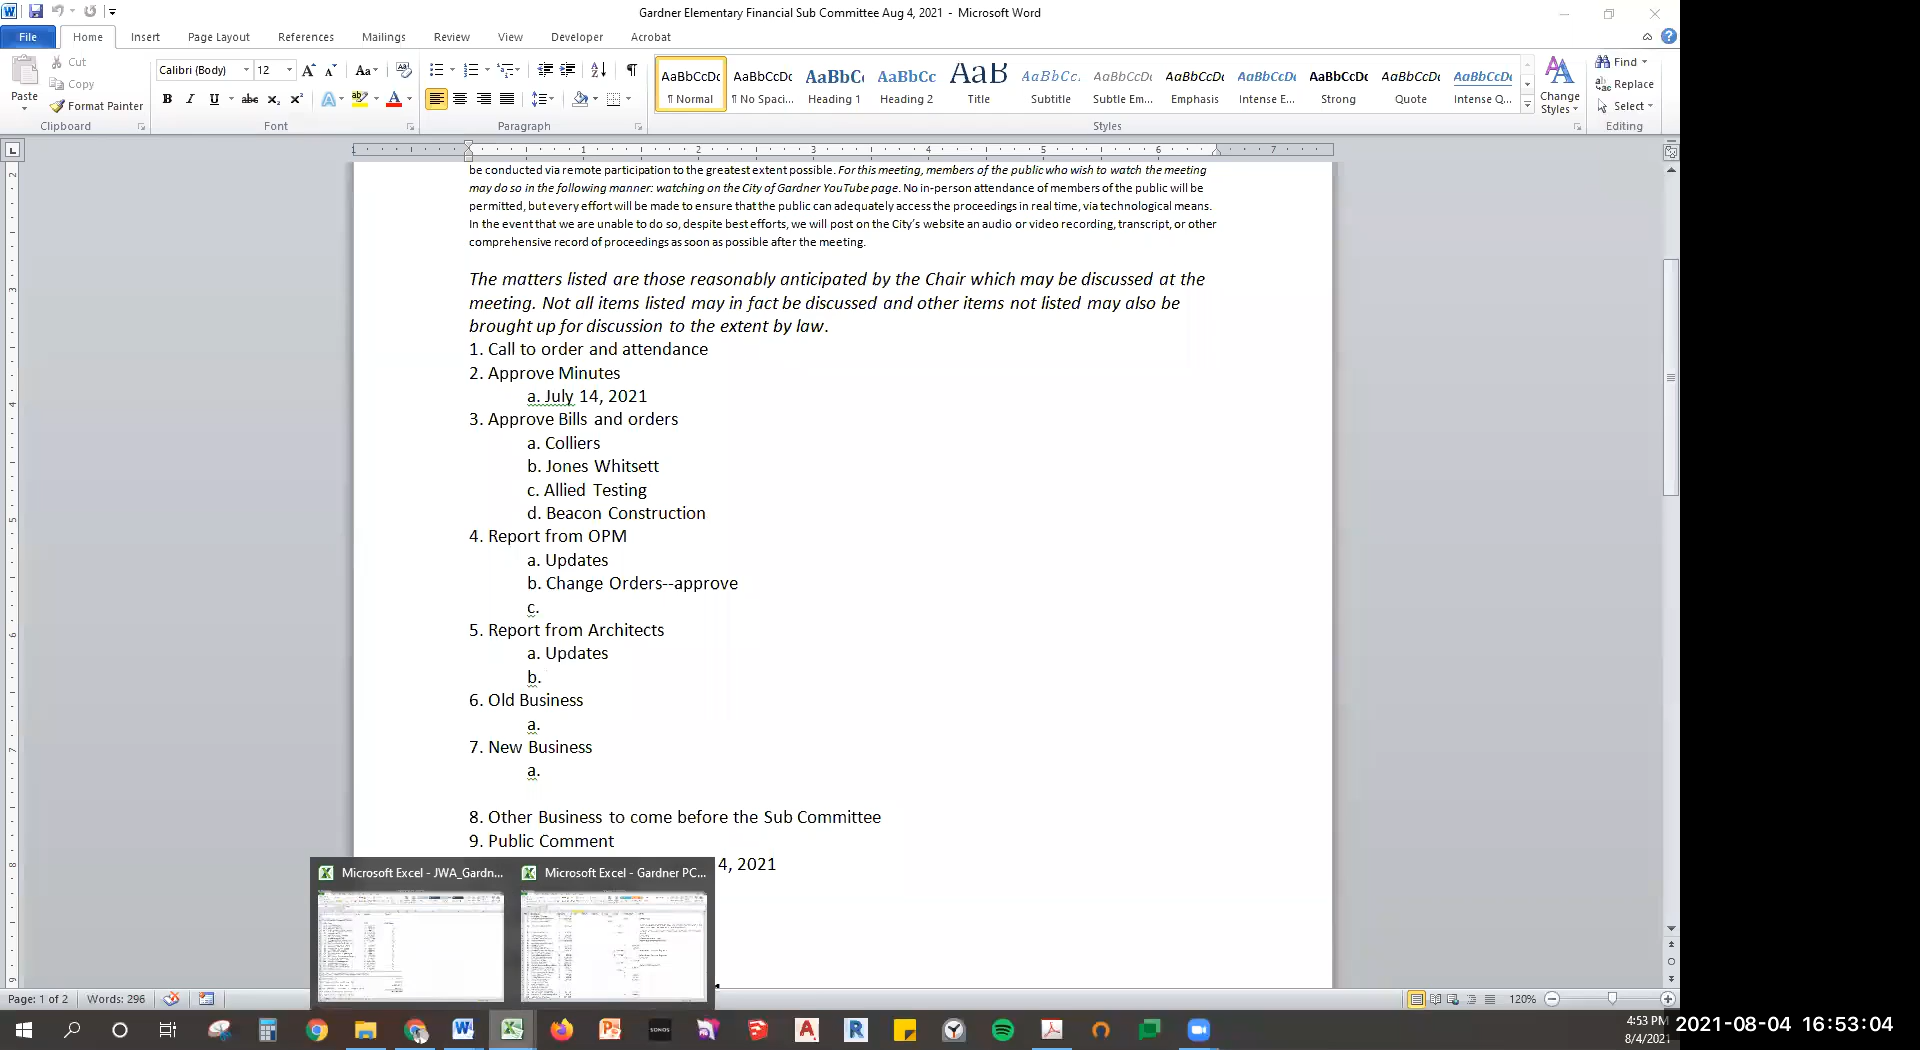 Gardner Elementary Financial Sub Committee Aug 4, 2021 - Microsoft Word
File Home Insert Page Layout References Mailings Review View Developer Acrobat
Paste
Cut
Copy
Format Painter
Clipboard
Calibri (Body) 12
Font
Paragraph
AaBbCcDc AaBbCcDc AaBbCc AaBbCc AaB AaBbCc. AaBbCcDc AaBbCcDc AaBbCcDc AaBbCcDc AaBbCcDc AaBbCcDc
¶ Normal ¶ No Spaci... Heading 1 Heading 2 Title Subtitle Subtle Em... Emphasis Intense E... Strong Quote Intense Q...
Styles
Change Styles
Find
Replace
Select
Editing
be conducted via remote participation to the greatest extent possible. For this meeting, members of the public who wish to watch the meeting
may do so in the following manner: watching on the City of Gardner YouTube page. No in-person attendance of members of the public will be
permitted, but every effort will be made to ensure that the public can adequately access the proceedings in real time, via technological means.
In the event that we are unable to do so, despite best efforts, we will post on the City's website an audio or video recording, transcript, or other
comprehensive record of proceedings as soon as possible after the meeting.
The matters listed are those reasonably anticipated by the Chair which may be discussed at the
meeting. Not all items listed may in fact be discussed and other items not listed may also be
brought up for discussion to the extent by law.
1. Call to order and attendance
2. Approve Minutes
a. July 14, 2021
3. Approve Bills and orders
a. Colliers
b. Jones Whitsett
c. Allied Testing
d. Beacon Construction
4. Report from OPM
a. Updates
b. Change Orders--approve
c.
5. Report from Architects
a. Updates
b.
6. Old Business
a.
7. New Business
a.
8. Other Business to come before the Sub Committee
9. Public Comment
4, 2021
Microsoft Excel - JWA_Gardn... Microsoft Excel - Gardner PC...
Page: 1 of 2 Words: 296 120%
SONOS
4:53 PM
8/4/2021
2021-08-04 16:53:04